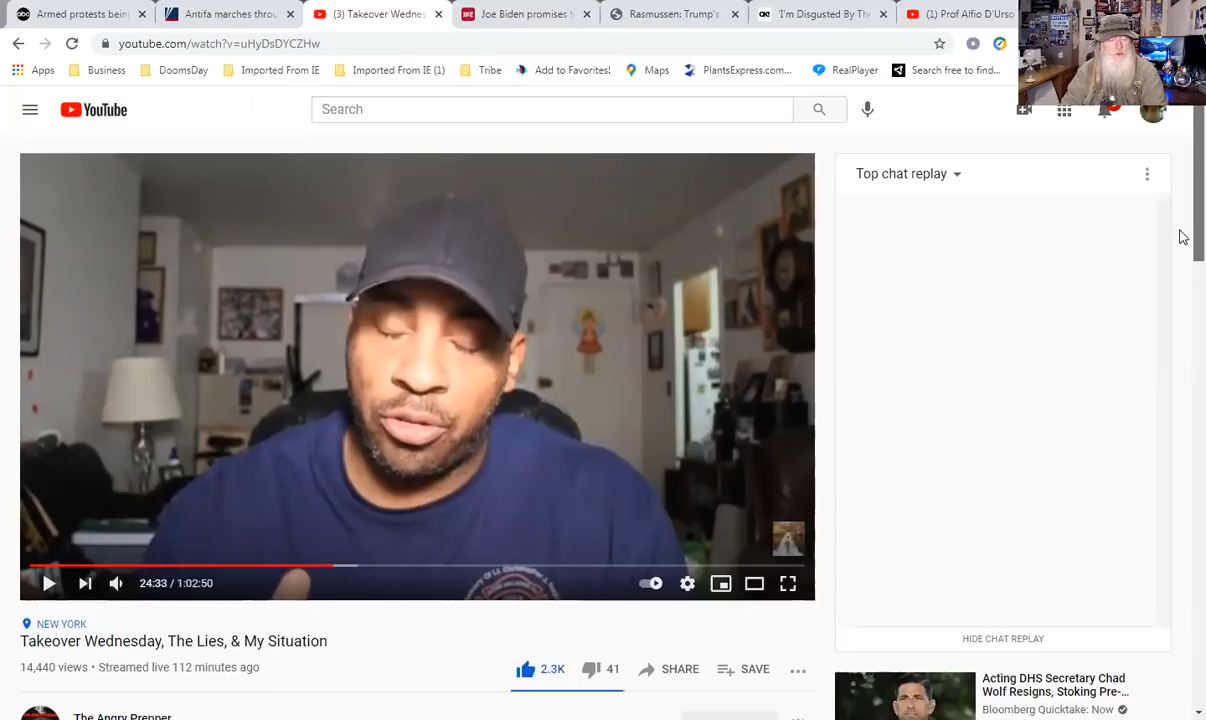 Armed protests bein
Antifa marches throu
(3) Takeover Wednes
Joe Biden promises t
Rasmussen: Trump's
'I'm Disgusted By The
(1) Prof Alfio D'Urso
youtube.com/watch?v=uHyDsDYCZHw
Apps
Business
DoomsDay
Imported From IE
Imported From IE (1)
Tribe
Add to Favorites!
Maps
PlantsExpress.com...
RealPlayer
Search free to find...
YouTube
Search
Top chat replay
24:33 / 1:02:50
HIDE CHAT REPLAY
NEW YORK
Takeover Wednesday, The Lies, & My Situation
14,440 views • Streamed live 112 minutes ago
2.3K
41
SHARE
SAVE
The Angry Prepper
Acting DHS Secretary Chad
Wolf Resigns, Stoking Pre-...
Bloomberg Quicktake: Now